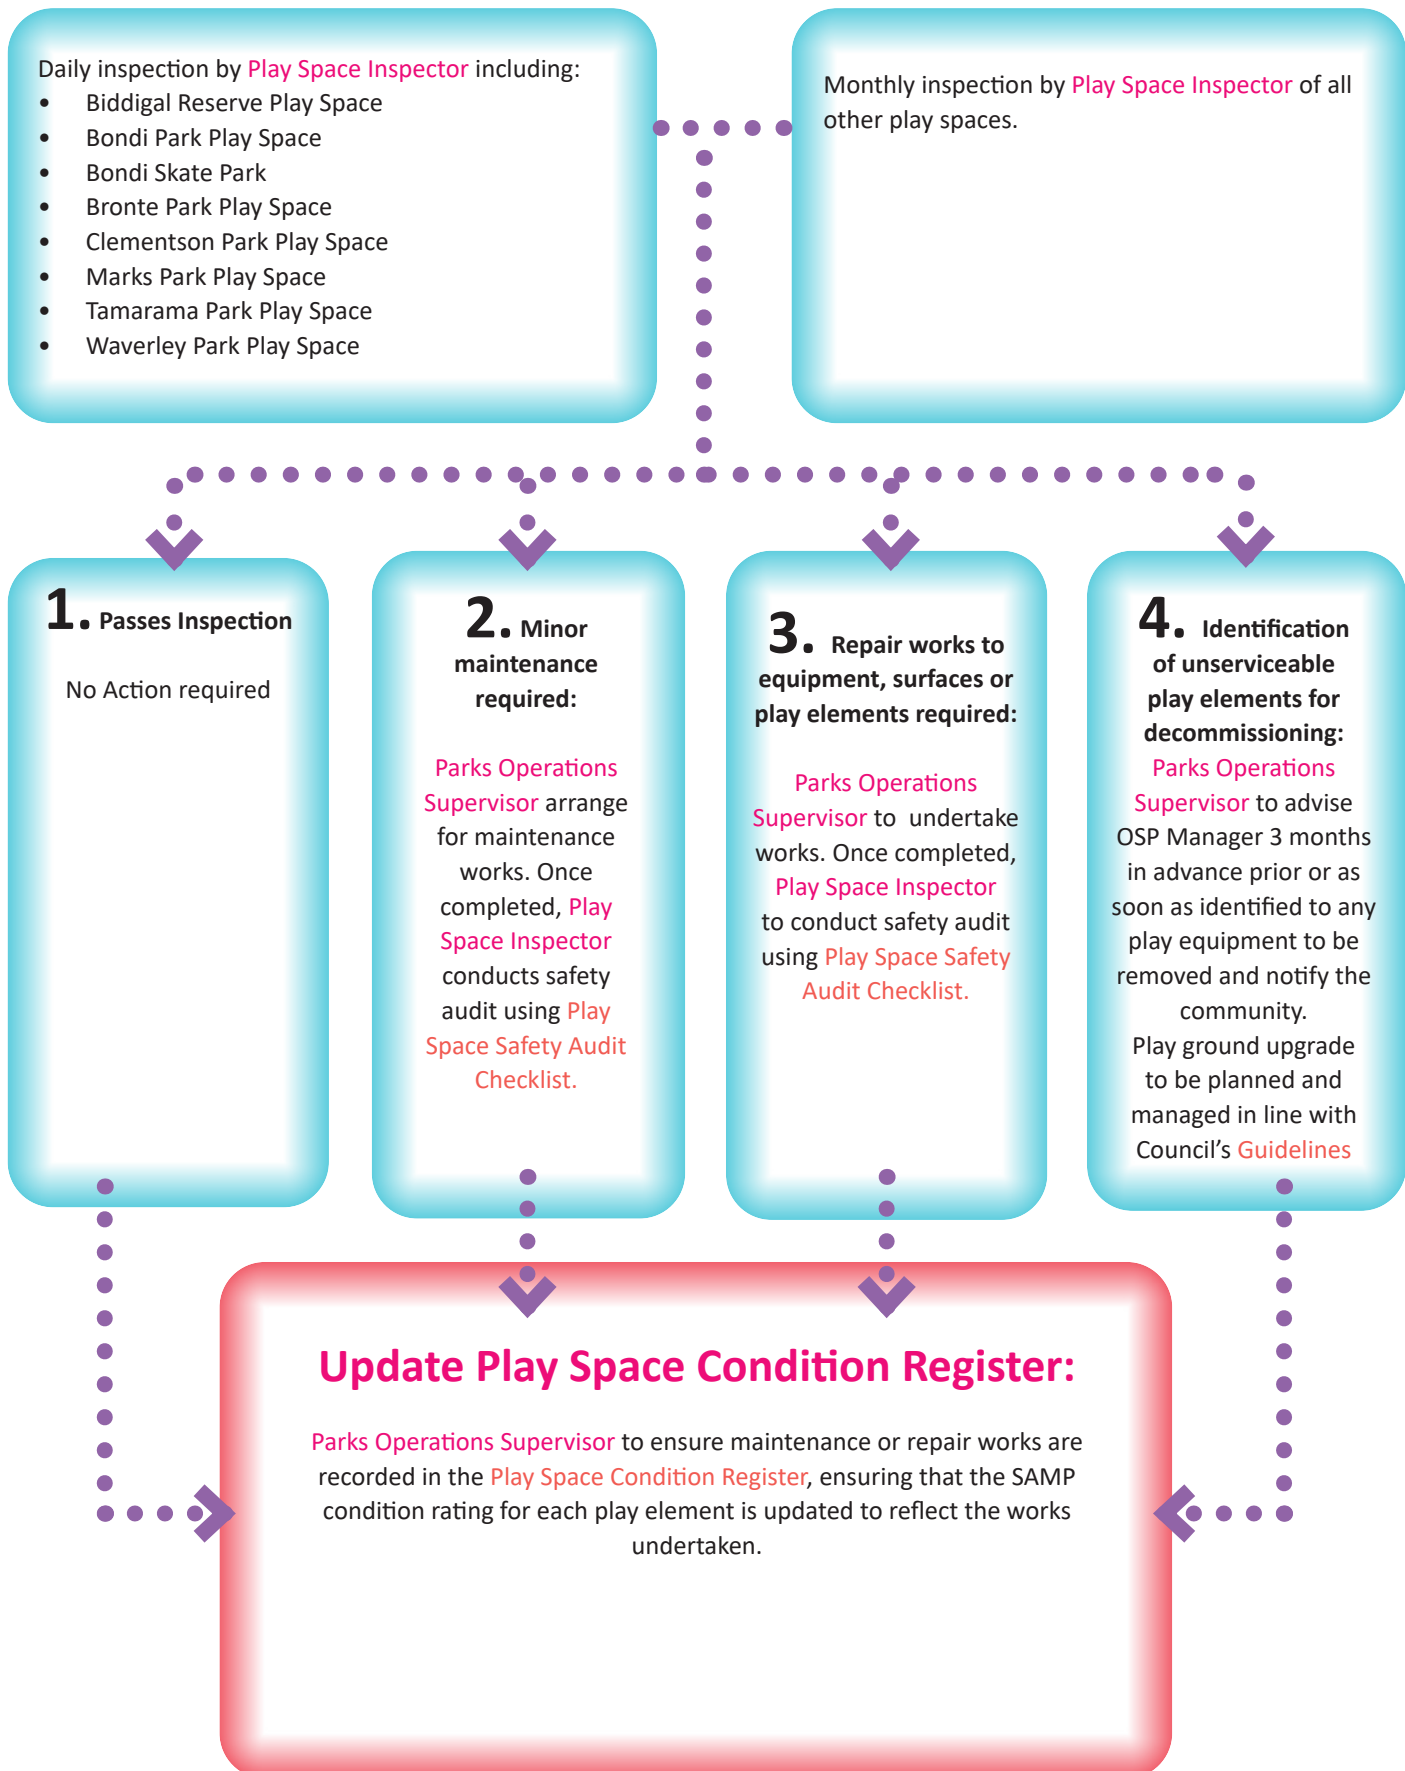 Daily inspection by Play Space Inspector including:
• Biddigal Reserve Play Space
• Bondi Park Play Space
• Bondi Skate Park
• Bronte Park Play Space
• Clementson Park Play Space
• Marks Park Play Space
• Tamarama Park Play Space
• Waverley Park Play Space
Monthly inspection by Play Space Inspector of all
other play spaces.
1. Passes Inspection
No Action required
2. Minor
maintenance
required:
Parks Operations
Supervisor arrange
for maintenance
works. Once
completed, Play
Space Inspector
conducts safety
audit using Play
Space Safety Audit
Checklist.
3. Repair works to
equipment, surfaces or
play elements required:
Parks Operations
Supervisor to  undertake
works. Once completed,
Play Space Inspector
to conduct safety audit
using Play Space Safety
Audit Checklist.
4. Identification
of unserviceable
play elements for
decommissioning:
Parks Operations
Supervisor to advise
OSP Manager 3 months
in advance prior or as
soon as identified to any
play equipment to be
removed and notify the
community.
Play ground upgrade
to be planned and
managed in line with
Council’s Guidelines
Update Play Space Condition Register:
Parks Operations Supervisor to ensure maintenance or repair works are
recorded in the Play Space Condition Register, ensuring that the SAMP
condition rating for each play element is updated to reflect the works
undertaken.